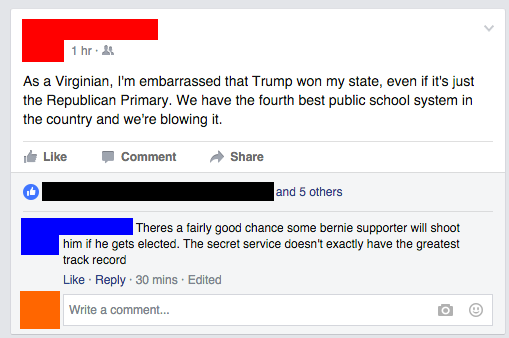 1 hr ·
As a Virginian, I'm embarrassed that Trump won my state, even if it's just
the Republican Primary. We have the fourth best public school system in
the country and we're blowing it.
Like Comment Share
and 5 others
Theres a fairly good chance some bernie supporter will shoot
him if he gets elected. The secret service doesn't exactly have the greatest
track record
Like · Reply · 30 mins · Edited
Write a comment...